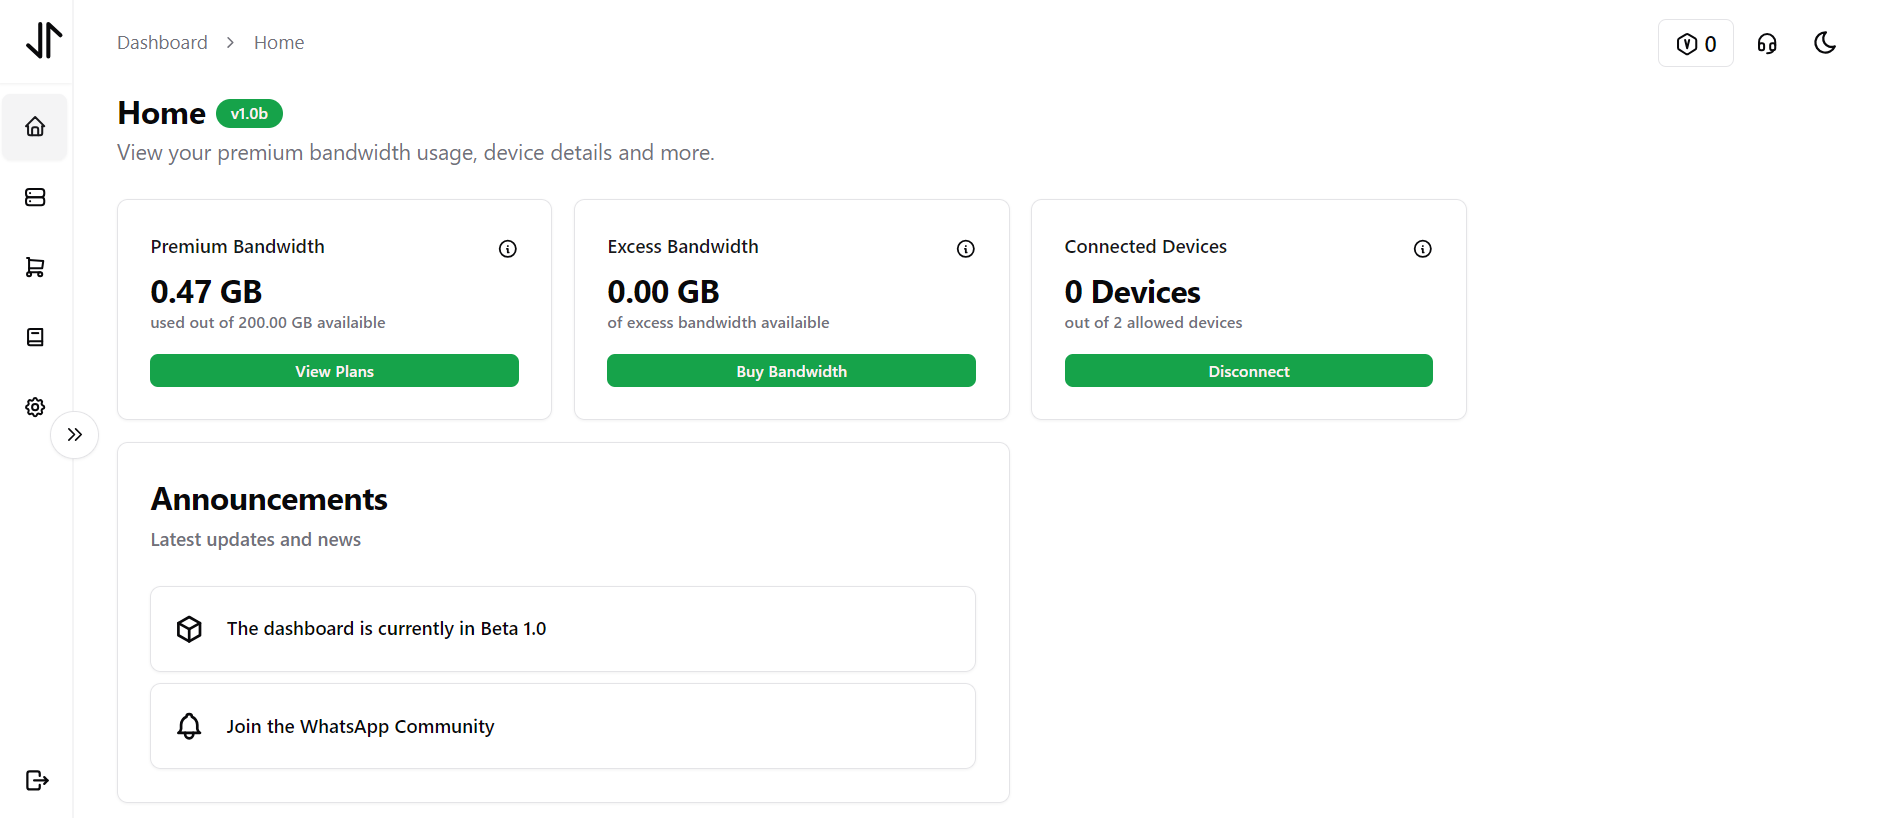 Dashboard > Home
0
Home v1.0b
View your premium bandwidth usage, device details and more.
Premium Bandwidth
0.47 GB
used out of 200.00 GB availaible
View Plans
Excess Bandwidth
0.00 GB
of excess bandwidth availaible
Buy Bandwidth
Connected Devices
0 Devices
out of 2 allowed devices
Disconnect
Announcements
Latest updates and news
The dashboard is currently in Beta 1.0
Join the WhatsApp Community